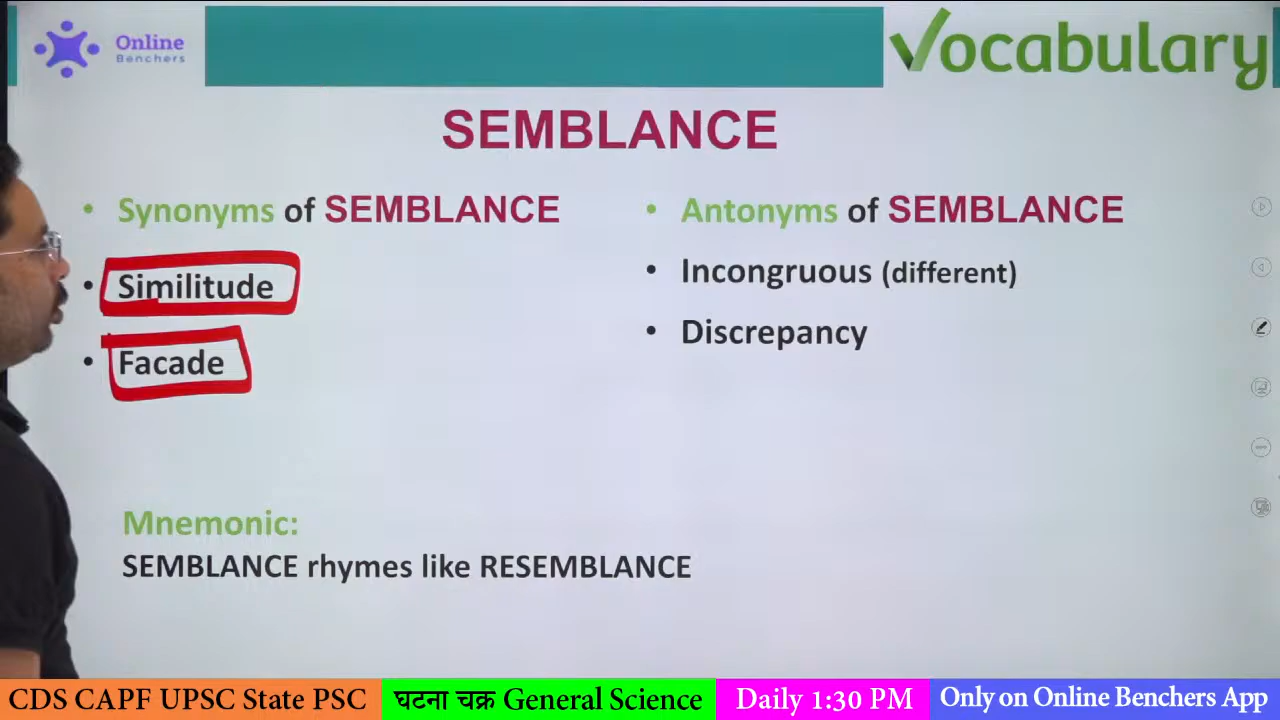 Online
Benchers
Vocabulary
SEMBLANCE
• Synonyms of SEMBLANCE
• Similitude
• Facade
• Antonyms of SEMBLANCE
• Incongruous (different)
• Discrepancy
Mnemonic:
SEMBLANCE rhymes like RESEMBLANCE
CDS CAPF UPSC State PSC
घटना चक्र General Science
Daily 1:30 PM
Only on Online Benchers App